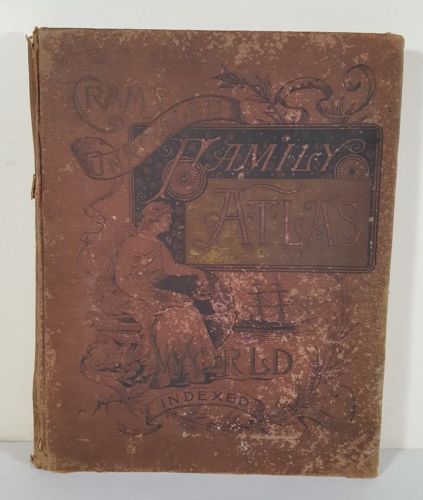 CRAM'S
UNRIVALED
FAMILY
ATLAS
WORLD
INDEXED